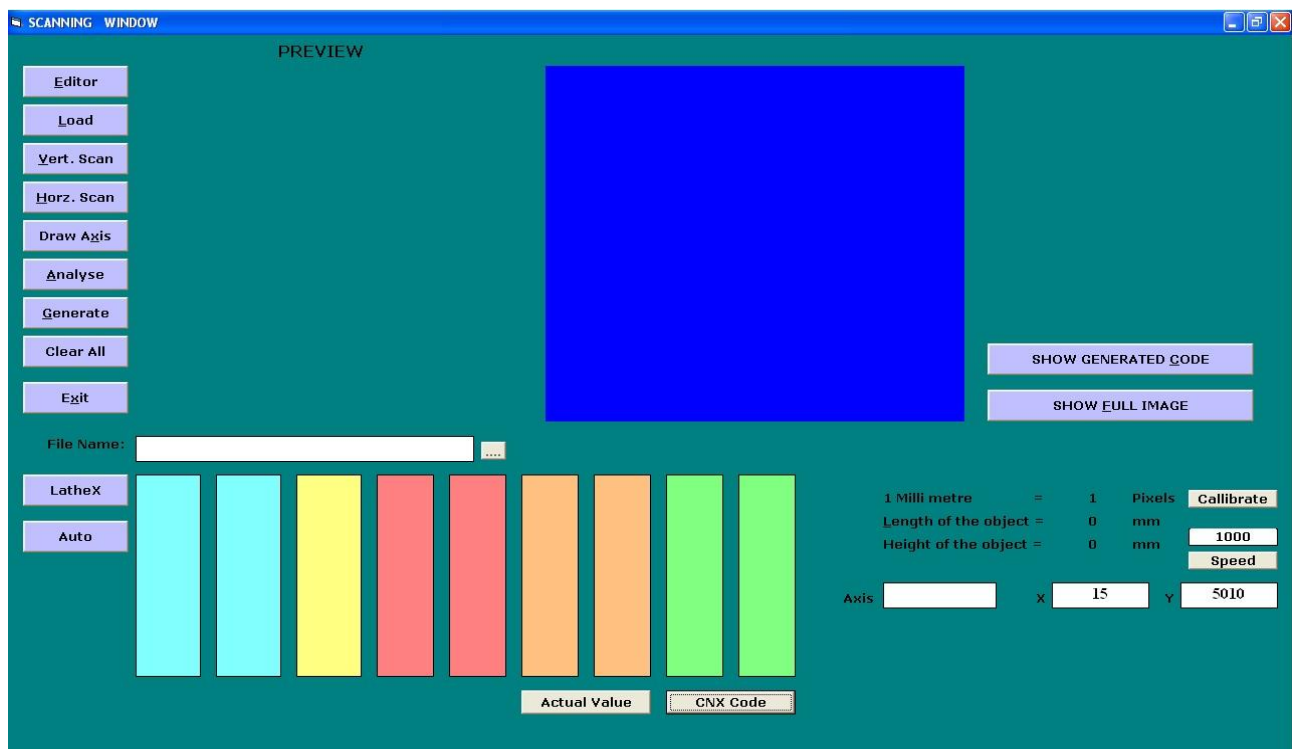 SCANNING WINDOW
PREVIEW
Editor
Load
Vert. Scan
Horz. Scan
Draw Axis
Analyse
Generate
Clear All
SHOW GENERATED CODE
Exit
SHOW FULL IMAGE
File Name:
....
LatheX
Auto
1 Milli metre = 1 Pixels Callibrate
Length of the object = 0 mm
1000
Height of the object = 0 mm
Speed
Axis X 15 Y 5010
Actual Value CNX Code